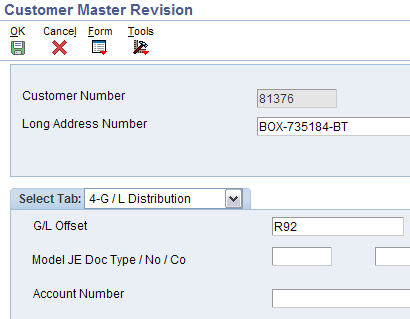 Customer Master Revision
OK Cancel Form Tools
Customer Number 81376
Long Address Number BOX-735184-BT
Select Tab: 4-G / L Distribution
G/L Offset R92
Model JE Doc Type / No / Co
Account Number